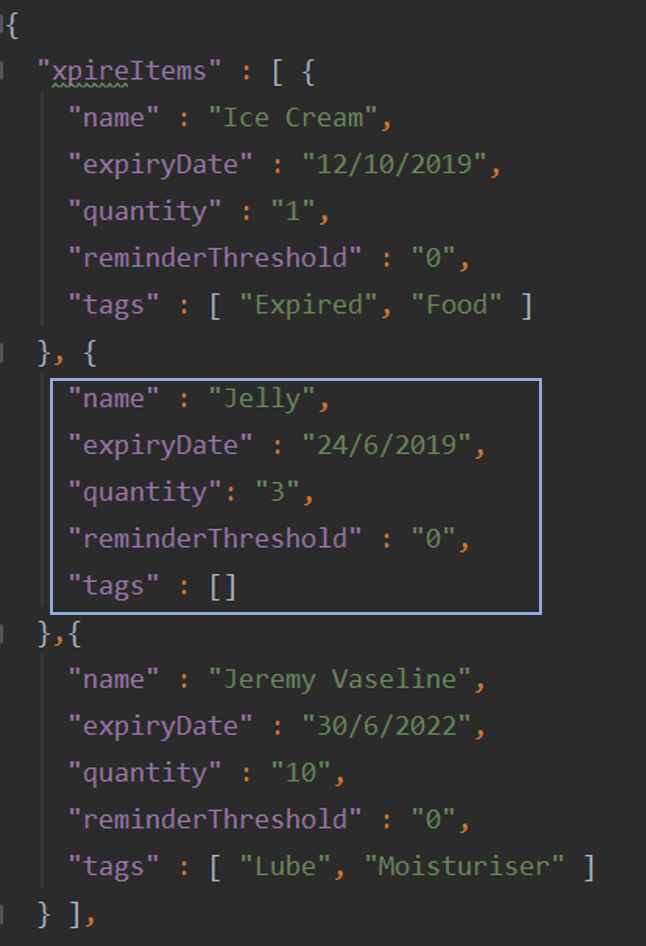 {
"xpireItems" : [ {
"name" : "Ice Cream",
"expiryDate" : "12/10/2019",
"quantity" : "1",
"reminderThreshold" : "0",
"tags" : [ "Expired", "Food" ]
}, {
"name" : "Jelly",
"expiryDate" : "24/6/2019",
"quantity": "3",
"reminderThreshold" : "0",
"tags" : []
},{
"name" : "Jeremy Vaseline",
"expiryDate" : "30/6/2022",
"quantity" : "10",
"reminderThreshold" : "0",
"tags" : [ "Lube", "Moisturiser" ]
} ],